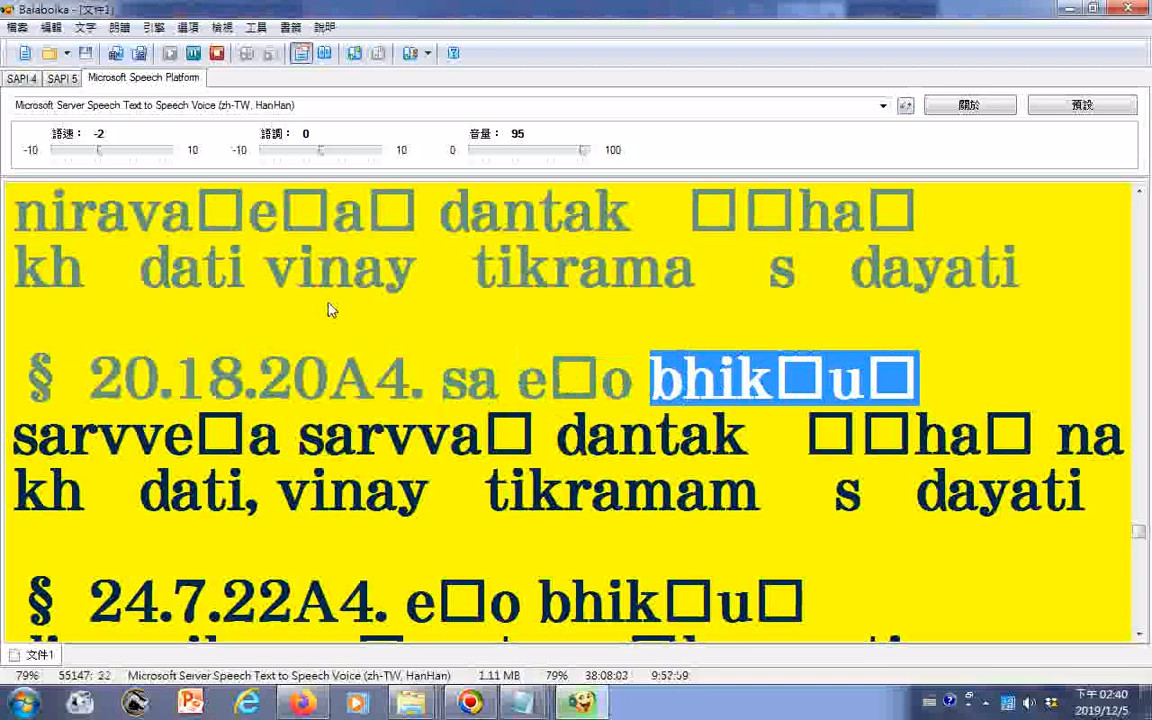 Balabolka - [文件1]
檔案 編輯 文字 朗讀 引擎 選項 檢視 工具 書籤 說明
SAPI 4 SAPI 5 Microsoft Speech Platform
Microsoft Server Speech Text to Speech Voice (zh-TW, HanHan) 關於 預設
語速： -2 語調： 0 音量： 95
-10 10 -10 10 0 100
nirava□e□a□ dantak □□ha□
kh dati vinay tikrama s dayati
§ 20.18.20A4. sa e□o bhik□u□
sarvve□a sarvva□ dantak □□ha□ na
kh dati, vinay tikramam s dayati
§ 24.7.22A4. e□o bhik□u□
文件1
79% 55147: 22 Microsoft Server Speech Text to Speech Voice (zh-TW, HanHan) 1.11 MB 79% 38:08:03 9:52:59
下午 02:40
2019/12/5